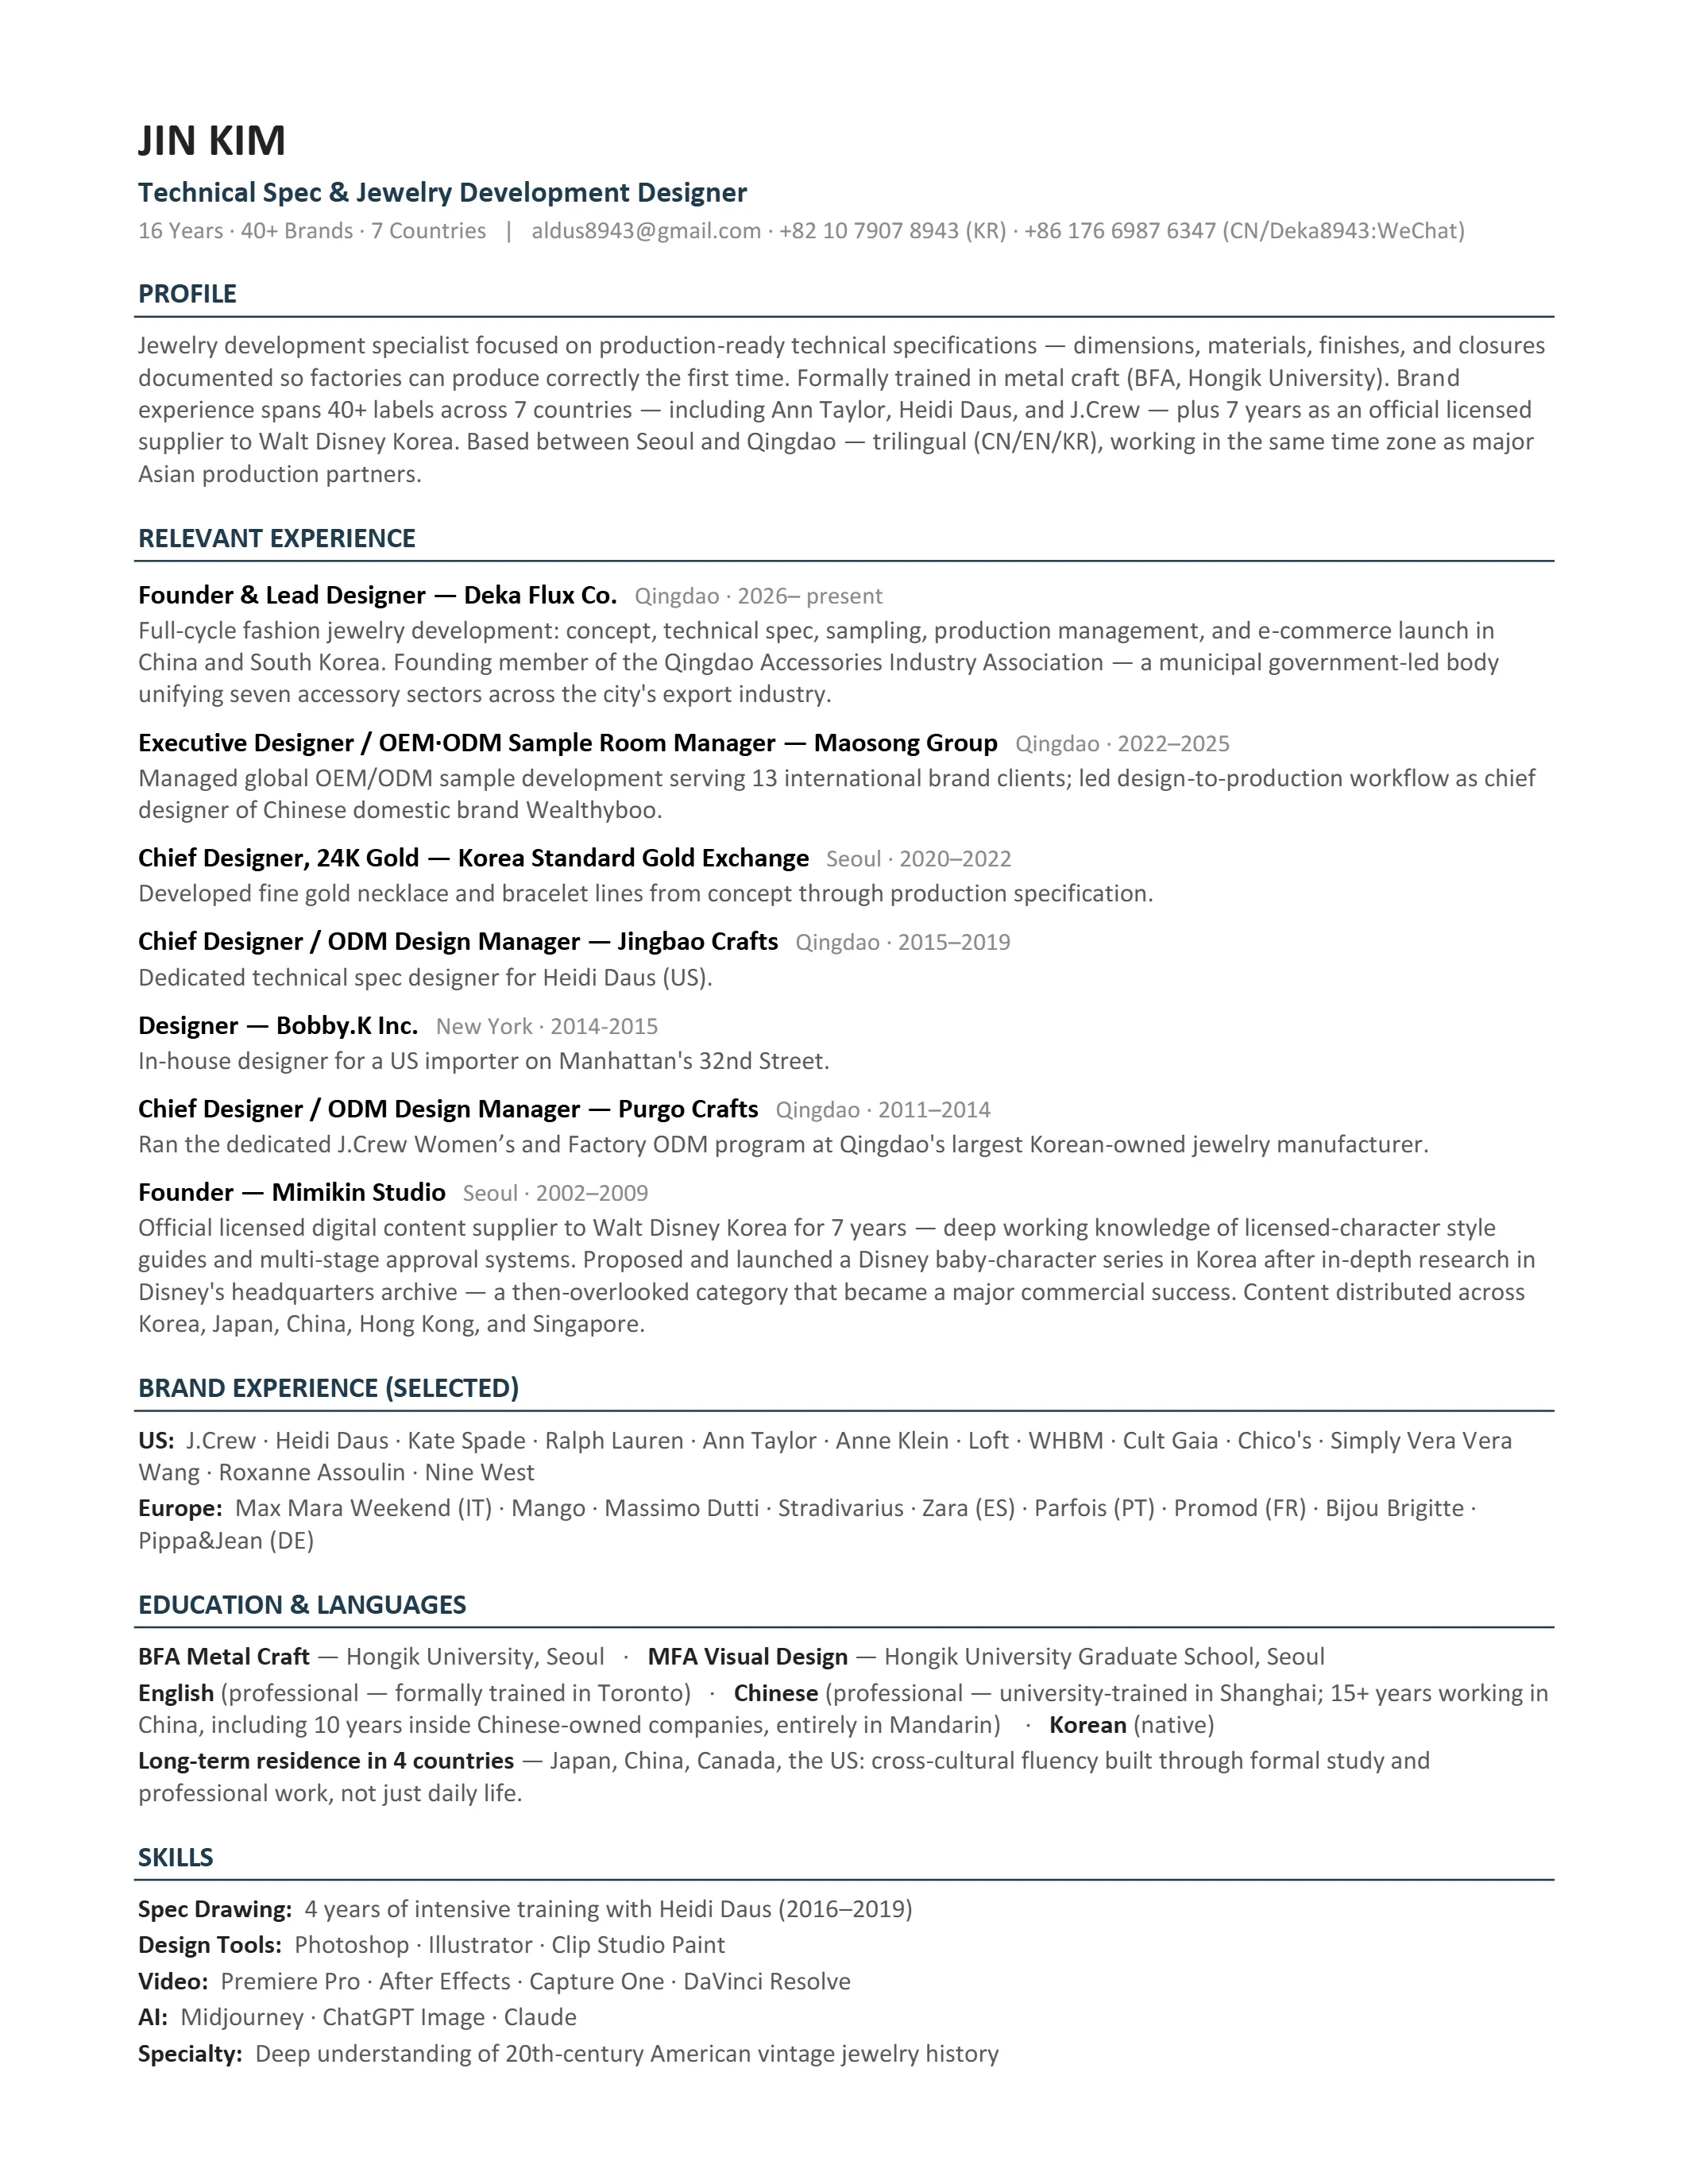 JIN KIM
Technical Spec & Jewelry Development Designer
16 Years · 40+ Brands · 7 Countries | aldus8943@gmail.com · +82 10 7907 8943 (KR) · +86 176 6987 6347 (CN/Deka8943:WeChat)
PROFILE
Jewelry development specialist focused on production-ready technical specifications — dimensions, materials, finishes, and closures
documented so factories can produce correctly the first time. Formally trained in metal craft (BFA, Hongik University). Brand
experience spans 40+ labels across 7 countries — including Ann Taylor, Heidi Daus, and J.Crew — plus 7 years as an official licensed
supplier to Walt Disney Korea. Based between Seoul and Qingdao — trilingual (CN/EN/KR), working in the same time zone as major
Asian production partners.
RELEVANT EXPERIENCE
Founder & Lead Designer — Deka Flux Co. Qingdao · 2026– present
Full-cycle fashion jewelry development: concept, technical spec, sampling, production management, and e-commerce launch in
China and South Korea. Founding member of the Qingdao Accessories Industry Association — a municipal government-led body
unifying seven accessory sectors across the city's export industry.
Executive Designer / OEM·ODM Sample Room Manager — Maosong Group Qingdao · 2022–2025
Managed global OEM/ODM sample development serving 13 international brand clients; led design-to-production workflow as chief
designer of Chinese domestic brand Wealthyboo.
Chief Designer, 24K Gold — Korea Standard Gold Exchange Seoul · 2020–2022
Developed fine gold necklace and bracelet lines from concept through production specification.
Chief Designer / ODM Design Manager — Jingbao Crafts Qingdao · 2015–2019
Dedicated technical spec designer for Heidi Daus (US).
Designer — Bobby.K Inc. New York · 2014-2015
In-house designer for a US importer on Manhattan's 32nd Street.
Chief Designer / ODM Design Manager — Purgo Crafts Qingdao · 2011–2014
Ran the dedicated J.Crew Women’s and Factory ODM program at Qingdao's largest Korean-owned jewelry manufacturer.
Founder — Mimikin Studio Seoul · 2002–2009
Official licensed digital content supplier to Walt Disney Korea for 7 years — deep working knowledge of licensed-character style
guides and multi-stage approval systems. Proposed and launched a Disney baby-character series in Korea after in-depth research in
Disney's headquarters archive — a then-overlooked category that became a major commercial success. Content distributed across
Korea, Japan, China, Hong Kong, and Singapore.
BRAND EXPERIENCE (SELECTED)
US: J.Crew · Heidi Daus · Kate Spade · Ralph Lauren · Ann Taylor · Anne Klein · Loft · WHBM · Cult Gaia · Chico's · Simply Vera Vera
Wang · Roxanne Assoulin · Nine West
Europe: Max Mara Weekend (IT) · Mango · Massimo Dutti · Stradivarius · Zara (ES) · Parfois (PT) · Promod (FR) · Bijou Brigitte ·
Pippa&Jean (DE)
EDUCATION & LANGUAGES
BFA Metal Craft — Hongik University, Seoul · MFA Visual Design — Hongik University Graduate School, Seoul
English (professional — formally trained in Toronto) · Chinese (professional — university-trained in Shanghai; 15+ years working in
China, including 10 years inside Chinese-owned companies, entirely in Mandarin) · Korean (native)
Long-term residence in 4 countries — Japan, China, Canada, the US: cross-cultural fluency built through formal study and
professional work, not just daily life.
SKILLS
Spec Drawing: 4 years of intensive training with Heidi Daus (2016–2019)
Design Tools: Photoshop · Illustrator · Clip Studio Paint
Video: Premiere Pro · After Effects · Capture One · DaVinci Resolve
AI: Midjourney · ChatGPT Image · Claude
Specialty: Deep understanding of 20th-century American vintage jewelry history